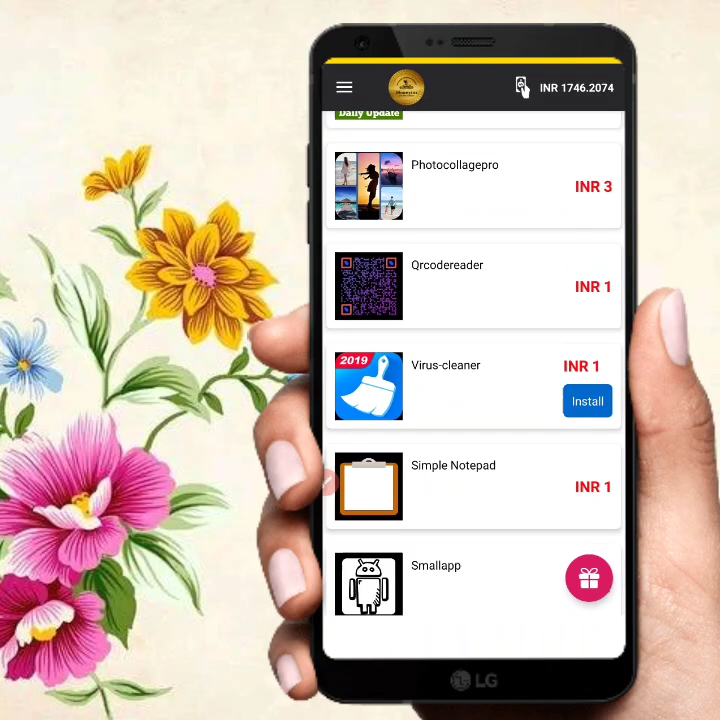 INR 1746.2074
Daily Update
Photocollagepro
INR 3
Qrcodereader
INR 1
2019
Virus-cleaner
INR 1
Install
Simple Notepad
INR 1
Smallapp
LG